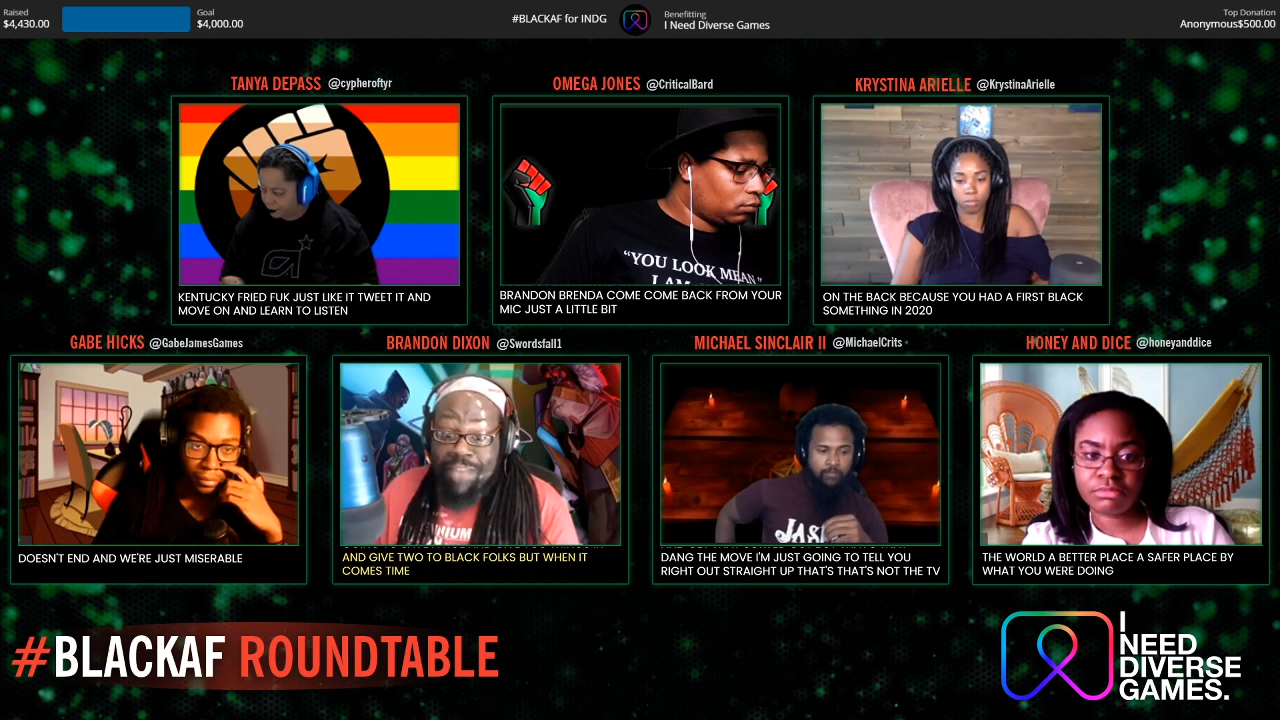 Raised
$4,430.00
Goal
$4,000.00
#BLACKAF for INDG
Benefitting
I Need Diverse Games
Top Donation
Anonymous$500.00
TANYA DEPASS @cypheroftyr
OMEGA JONES @CriticalBard
KRYSTINA ARIELLE @KrystinaArielle
"YOU LOOK MEAN,"
I AM
KENTUCKY FRIED FUK JUST LIKE IT TWEET IT AND
MOVE ON AND LEARN TO LISTEN
BRANDON BRENDA COME COME BACK FROM YOUR
MIC JUST A LITTLE BIT
ON THE BACK BECAUSE YOU HAD A FIRST BLACK
SOMETHING IN 2020
GABE HICKS @GabeJamesGames
BRANDON DIXON @Swordsfall1
MICHAEL SINCLAIR II @MichaelCrits
HONEY AND DICE @honeyanddice
DOESN'T END AND WE'RE JUST MISERABLE
AND GIVE TWO TO BLACK FOLKS BUT WHEN IT
COMES TIME
DANG THE MOVE I'M JUST GOING TO TELL YOU
RIGHT OUT STRAIGHT UP THAT'S THAT'S NOT THE TV
THE WORLD A BETTER PLACE A SAFER PLACE BY
WHAT YOU WERE DOING
#BLACKAF ROUNDTABLE
I
NEED
DIVERSE
GAMES.